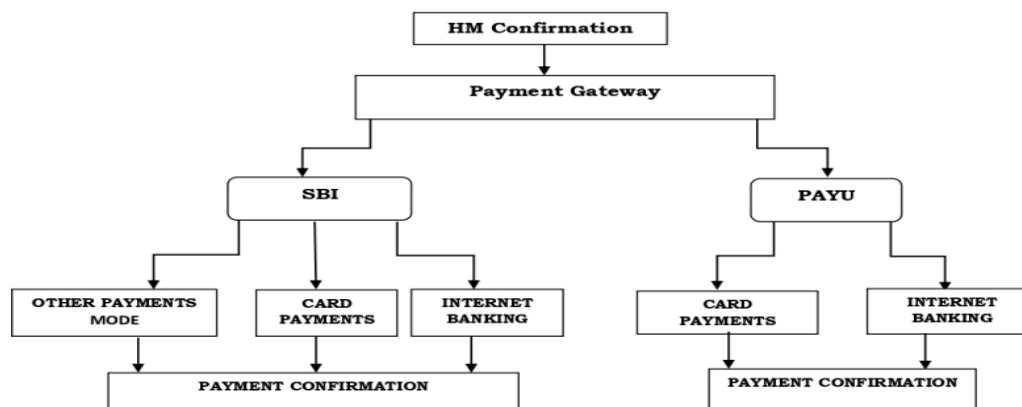 HM Confirmation
Payment Gateway
SBI
PAYU
OTHER PAYMENTS
MODE
CARD
PAYMENTS
INTERNET
BANKING
CARD
PAYMENTS
INTERNET
BANKING
PAYMENT CONFIRMATION
PAYMENT CONFIRMATION